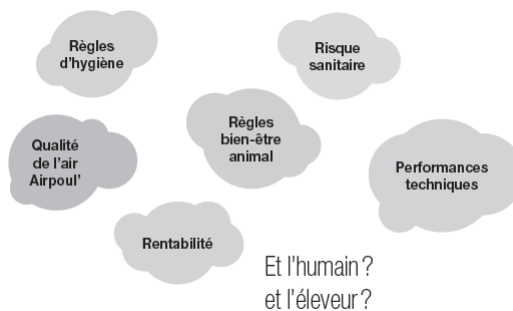 Règles
d'hygiène
Risque
sanitaire
Qualité
de l'air
Airpoul'
Règles
bien-être
animal
Performances
techniques
Rentabilité
Et l'humain ?
et l'éleveur ?